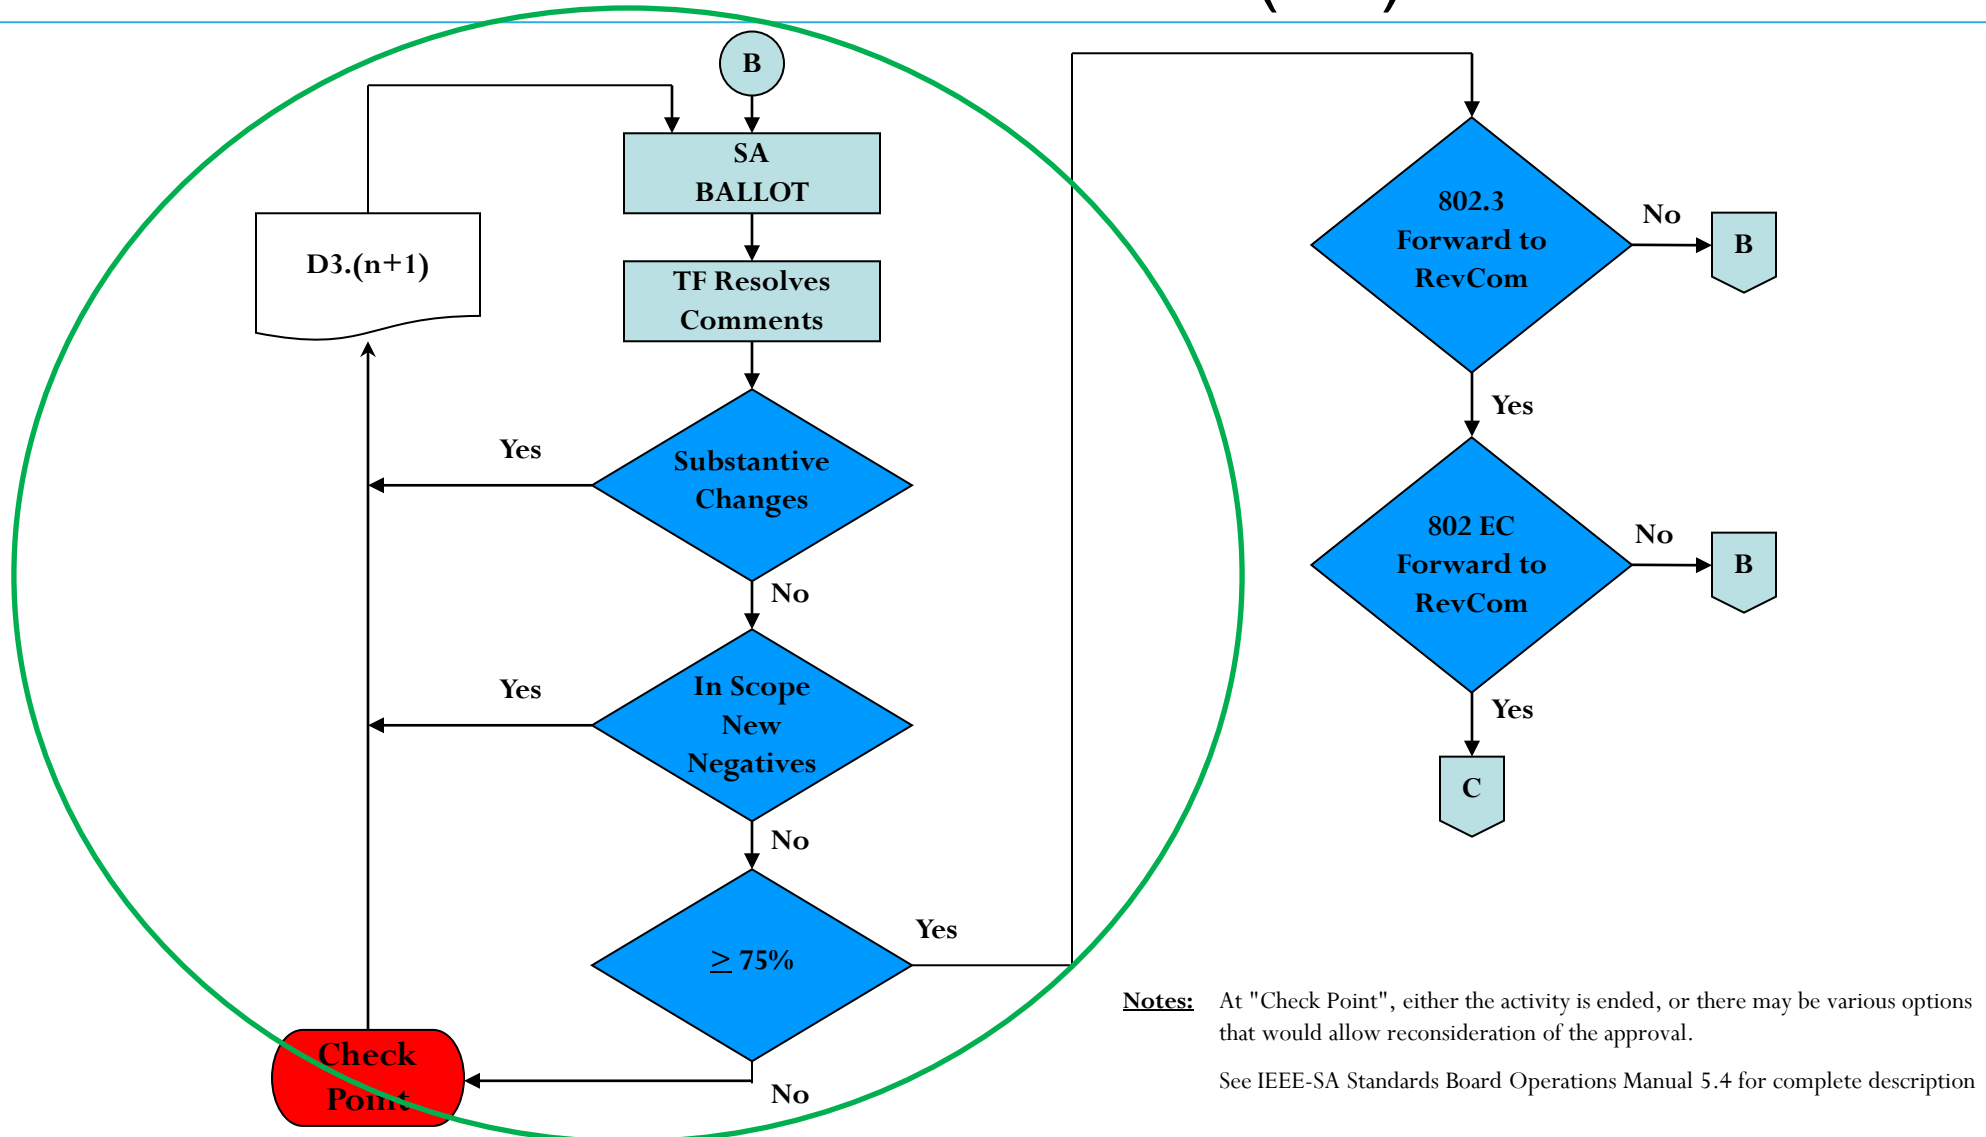 B
SA
BALLOT
D3.(n+1)
TF Resolves
Comments
Yes
Substantive
Changes
No
Yes
In Scope
New
Negatives
No
≥ 75%
Yes
No
Check
Point
802.3
Forward to
RevCom
No
B
Yes
802 EC
Forward to
RevCom
No
B
Yes
C
Notes: At "Check Point", either the activity is ended, or there may be various options
that would allow reconsideration of the approval.
See IEEE-SA Standards Board Operations Manual 5.4 for complete description